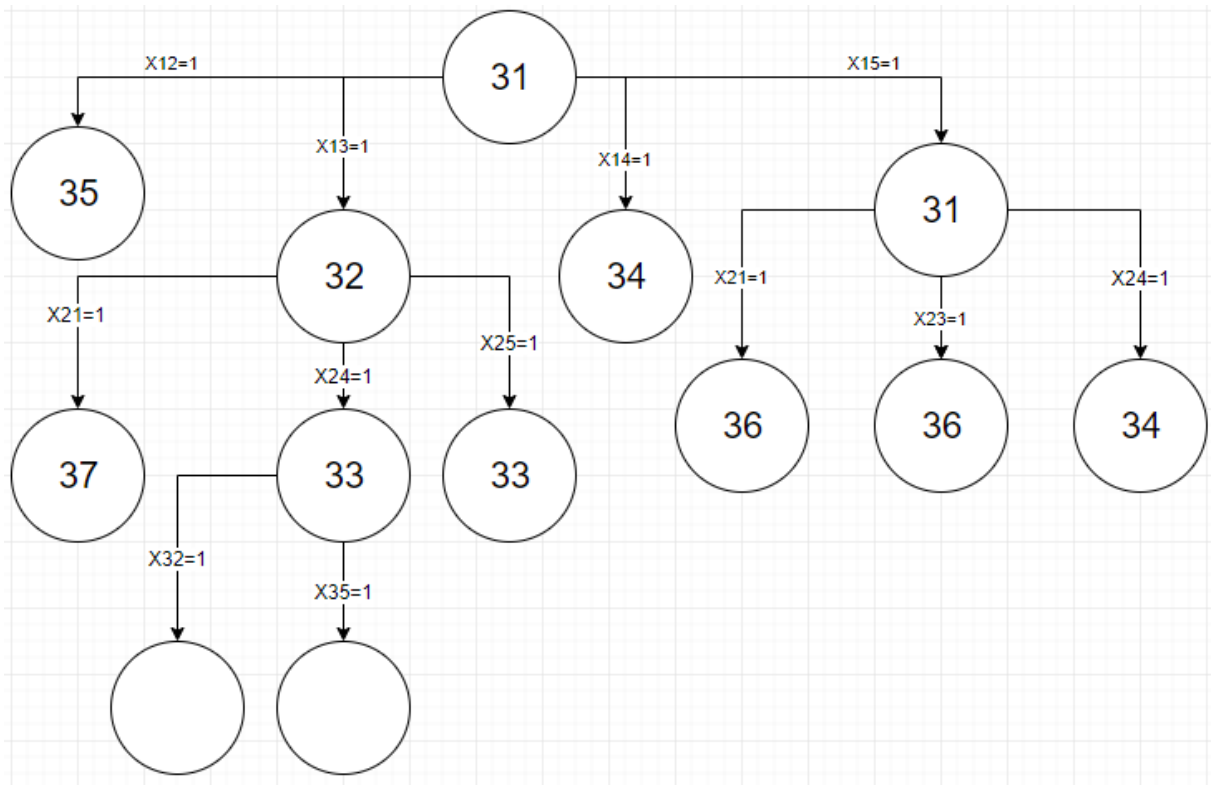 31
X12=1
X15=1
X13=1
X14=1
35
32
34
31
X21=1
X24=1
X25=1
X21=1
X23=1
X24=1
37
33
33
36
36
34
X32=1
X35=1